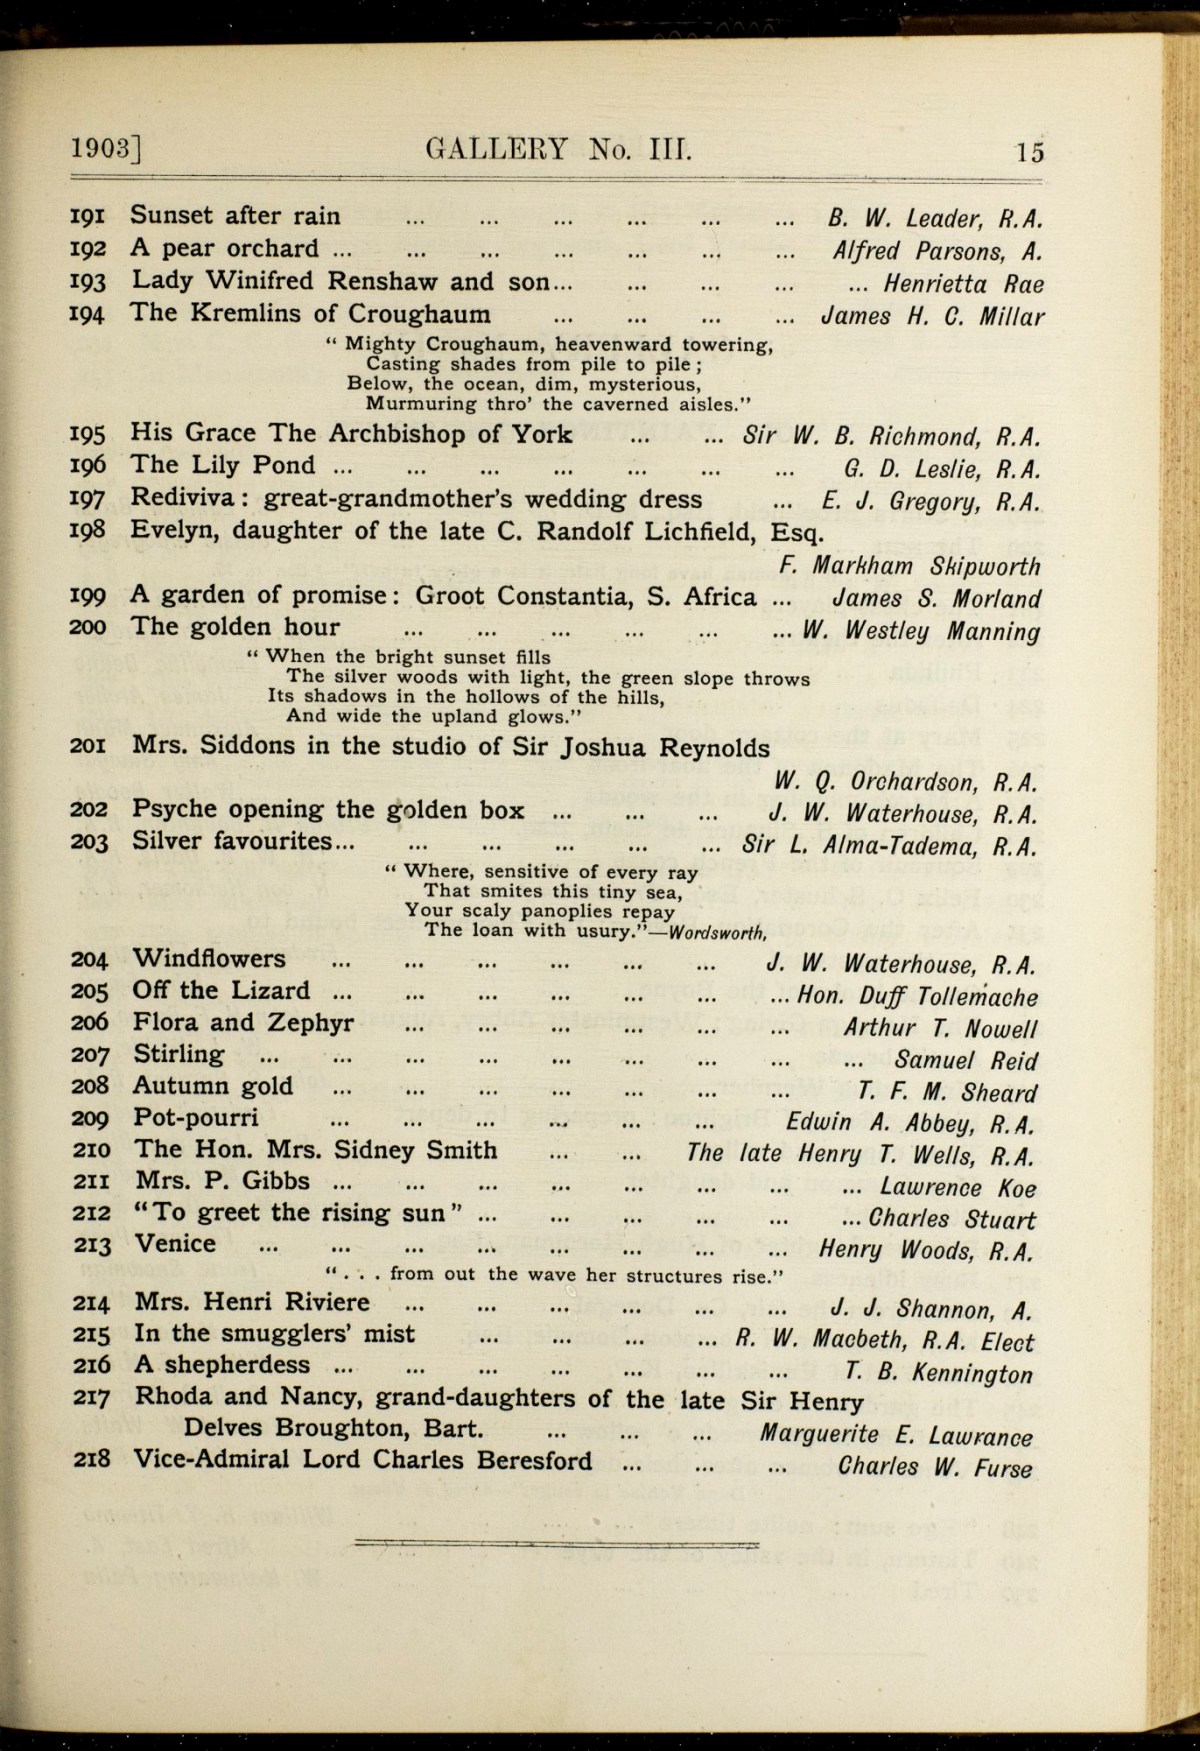 1903] GALLERY No. III. 15
191 Sunset after rain ... ... ... ... ... ... B. W. Leader, R.A.
192 A pear orchard ... ... ... ... ... ... ... Alfred Parsons, A.
193 Lady Winifred Renshaw and son... ... ... ... ... Henrietta Rae
194 The Kremlins of Croughaum ... ... ... ... James H. C. Millar
“ Mighty Croughaum, heavenward towering,
Casting shades from pile to pile ;
Below, the ocean, dim, mysterious,
Murmuring thro’ the caverned aisles.”
195 His Grace The Archbishop of York ... ... Sir W. B. Richmond, R.A.
196 The Lily Pond ... ... ... ... ... ... ... G. D. Leslie, R.A.
197 Rediviva : great-grandmother’s wedding dress ... E. J. Gregory, R.A.
198 Evelyn, daughter of the late C. Randolf Lichfield, Esq.
F. Markham Skipworth
199 A garden of promise : Groot Constantia, S. Africa ... James S. Morland
200 The golden hour ... ... ... ... ... ... W. Westley Manning
“ When the bright sunset fills
The silver woods with light, the green slope throws
Its shadows in the hollows of the hills,
And wide the upland glows.”
201 Mrs. Siddons in the studio of Sir Joshua Reynolds
W. Q. Orchardson, R.A.
202 Psyche opening the golden box ... ... ... J. W. Waterhouse, R.A.
203 Silver favourites... ... ... ... ... ... Sir L. Alma-Tadema, R.A.
“ Where, sensitive of every ray
That smites this tiny sea,
Your scaly panoplies repay
The loan with usury.”—Wordsworth,
204 Windflowers ... ... ... ... ... ... J. W. Waterhouse, R.A.
205 Off the Lizard ... ... ... ... ... ... ... Hon. Duff Tollemache
206 Flora and Zephyr ... ... ... ... ... ... Arthur T. Nowell
207 Stirling ... ... ... ... ... ... ... ... ... Samuel Reid
208 Autumn gold ... ... ... ... ... ... ... T. F. M. Sheard
209 Pot-pourri ... ... ... ... ... ... Edwin A. Abbey, R.A.
210 The Hon. Mrs. Sidney Smith ... ... The late Henry T. Wells, R.A.
211 Mrs. P. Gibbs ... ... ... ... ... ... ... ... Lawrence Koe
212 “To greet the rising sun” ... ... ... ... ... ... Charles Stuart
213 Venice ... ... ... ... ... ... ... ... Henry Woods, R.A.
“ . . . from out the wave her structures rise.”
214 Mrs. Henri Riviere ... ... ... ... ... ... J. J. Shannon, A.
215 In the smugglers’ mist ... ... ... ... R. W. Macbeth, R.A. Elect
216 A shepherdess ... ... ... ... ... ... ... T. B. Kennington
217 Rhoda and Nancy, grand-daughters of the late Sir Henry
Delves Broughton, Bart. ... ... ... Marguerite E. Lawrance
218 Vice-Admiral Lord Charles Beresford ... ... ... Charles W. Furse